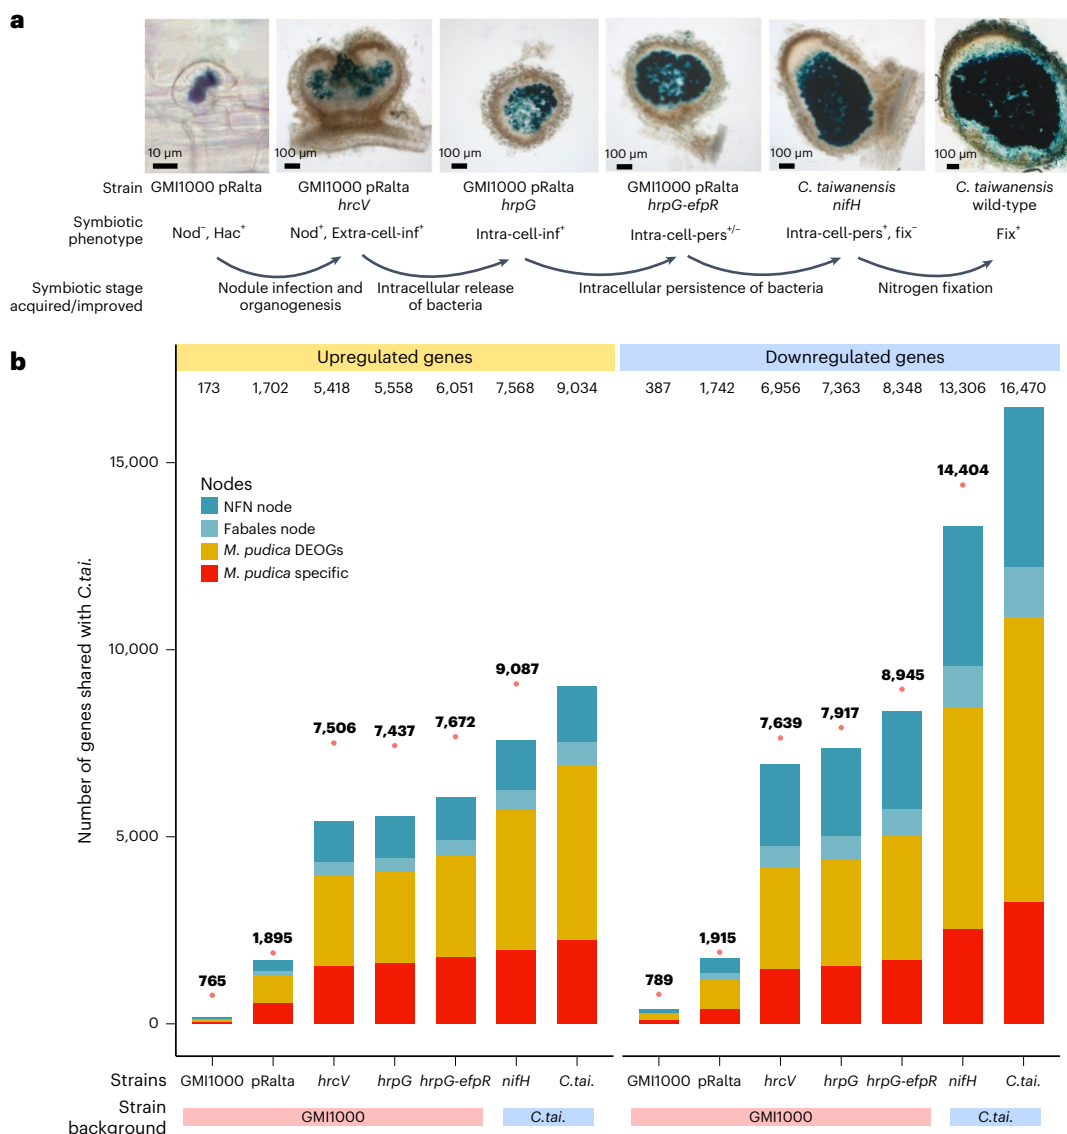 a
10 µm
100 µm
100 µm
100 µm
100 µm
100 µm
Strain
GMI1000 pRalta
GMI1000 pRalta
hrcV
GMI1000 pRalta
hrpG
GMI1000 pRalta
hrpG-efpR
C. taiwanensis
nifH
C. taiwanensis
wild-type
Symbiotic
phenotype
Nod⁻, Hac⁺
Nod⁺, Extra-cell-inf⁺
Intra-cell-inf⁺
Intra-cell-pers⁺/⁻
Intra-cell-pers⁺, fix⁻
Fix⁺
Symbiotic stage
acquired/improved
Nodule infection and
organogenesis
Intracellular release
of bacteria
Intracellular persistence of bacteria
Nitrogen fixation
b
Upregulated genes
Downregulated genes
173 1,702 5,418 5,558 6,051 7,568 9,034
387 1,742 6,956 7,363 8,348 13,306 16,470
Number of genes shared with C.tai.
15,000
10,000
5,000
0
Nodes
NFN node
Fabales node
M. pudica DEOGs
M. pudica specific
765
1,895
7,506
7,437
7,672
9,087
789
1,915
7,639
7,917
8,945
14,404
Strains
GMI1000 pRalta hrcV hrpG hrpG-efpR nifH C.tai.
GMI1000 pRalta hrcV hrpG hrpG-efpR nifH C.tai.
Strain
background
GMI1000
C.tai.
GMI1000
C.tai.